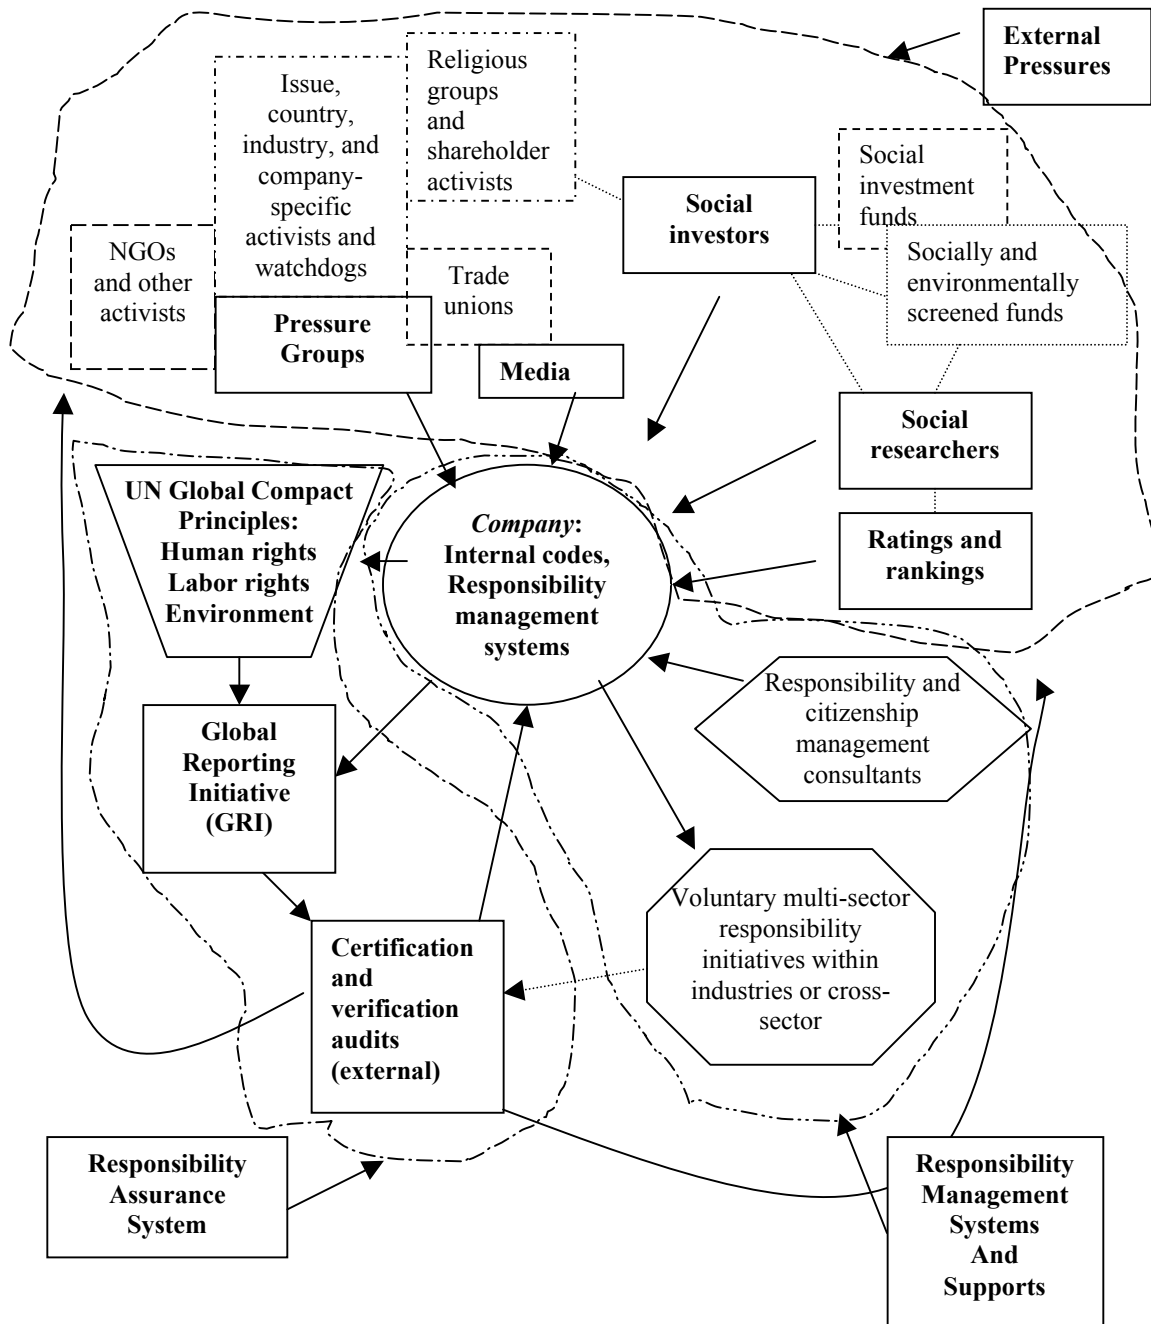 External
Pressures
Religious
groups
and
shareholder
activists
Issue,
country,
industry, and
company-
specific
activists and
watchdogs
Social
investment
funds
Social
investors
NGOs
and other
activists
Socially and
environmentally
screened funds
Trade
unions
Pressure
Groups
Media
Social
researchers
UN Global Compact
Principles:
Human rights
Labor rights
Environment
Company:
Internal codes,
Responsibility
management
systems
Ratings and
rankings
Responsibility and
citizenship
management
consultants
Global
Reporting
Initiative
(GRI)
Voluntary multi-sector
responsibility
initiatives within
industries or cross-
sector
Certification
and
verification
audits
(external)
Responsibility
Assurance
System
Responsibility
Management
Systems
And
Supports